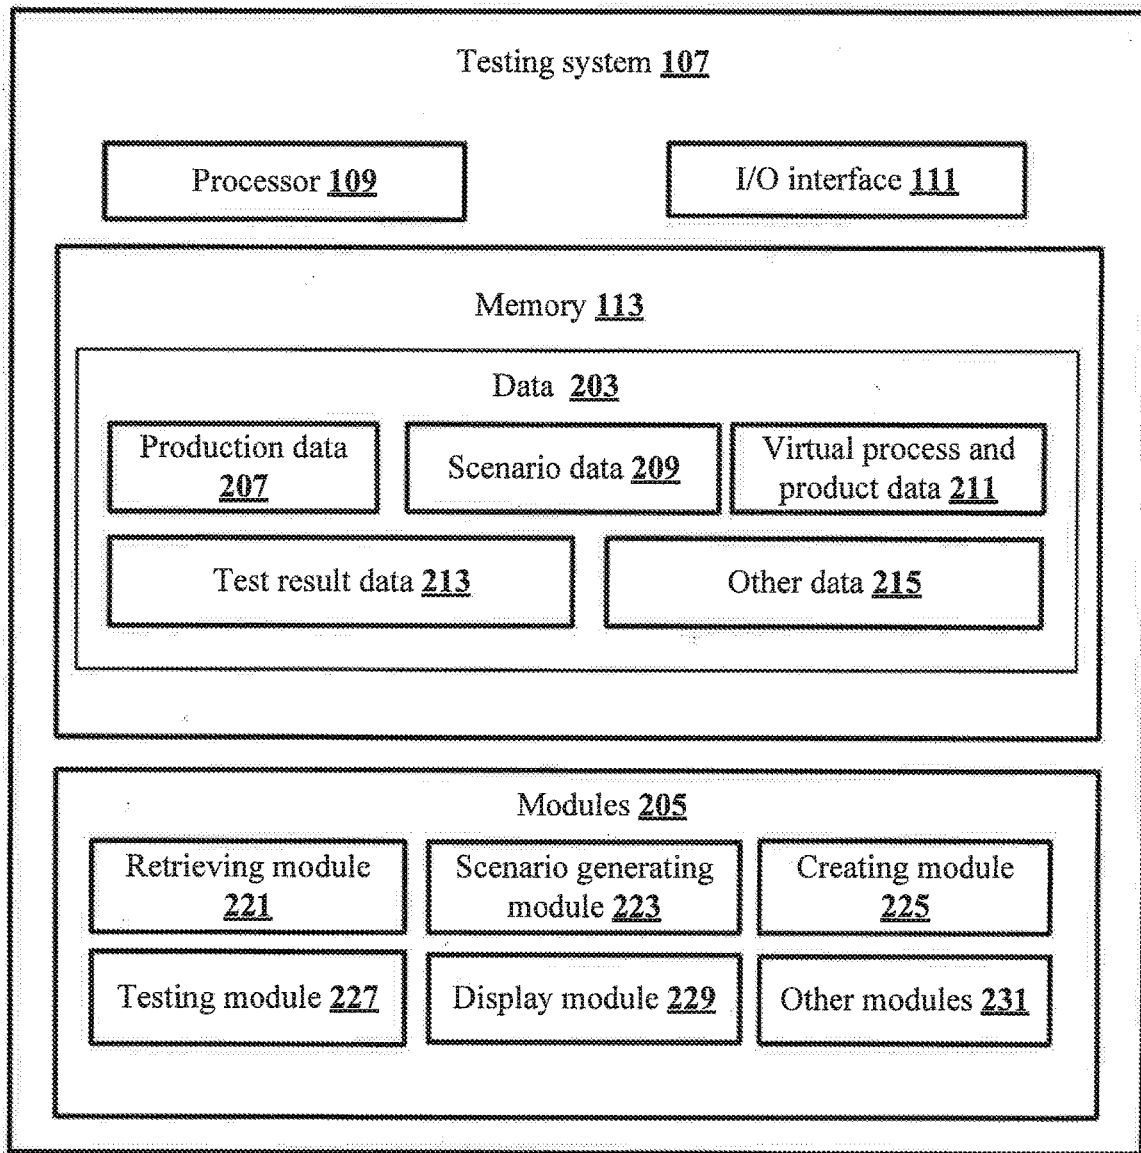 Testing system 107
Processor 109
I/O interface 111
Memory 113
Data 203
Production data
207
Scenario data 209
Virtual process and
product data 211
Test result data 213
Other data 215
Modules 205
Retrieving module
221
Scenario generating
module 223
Creating module
225
Testing module 227
Display module 229
Other modules 231